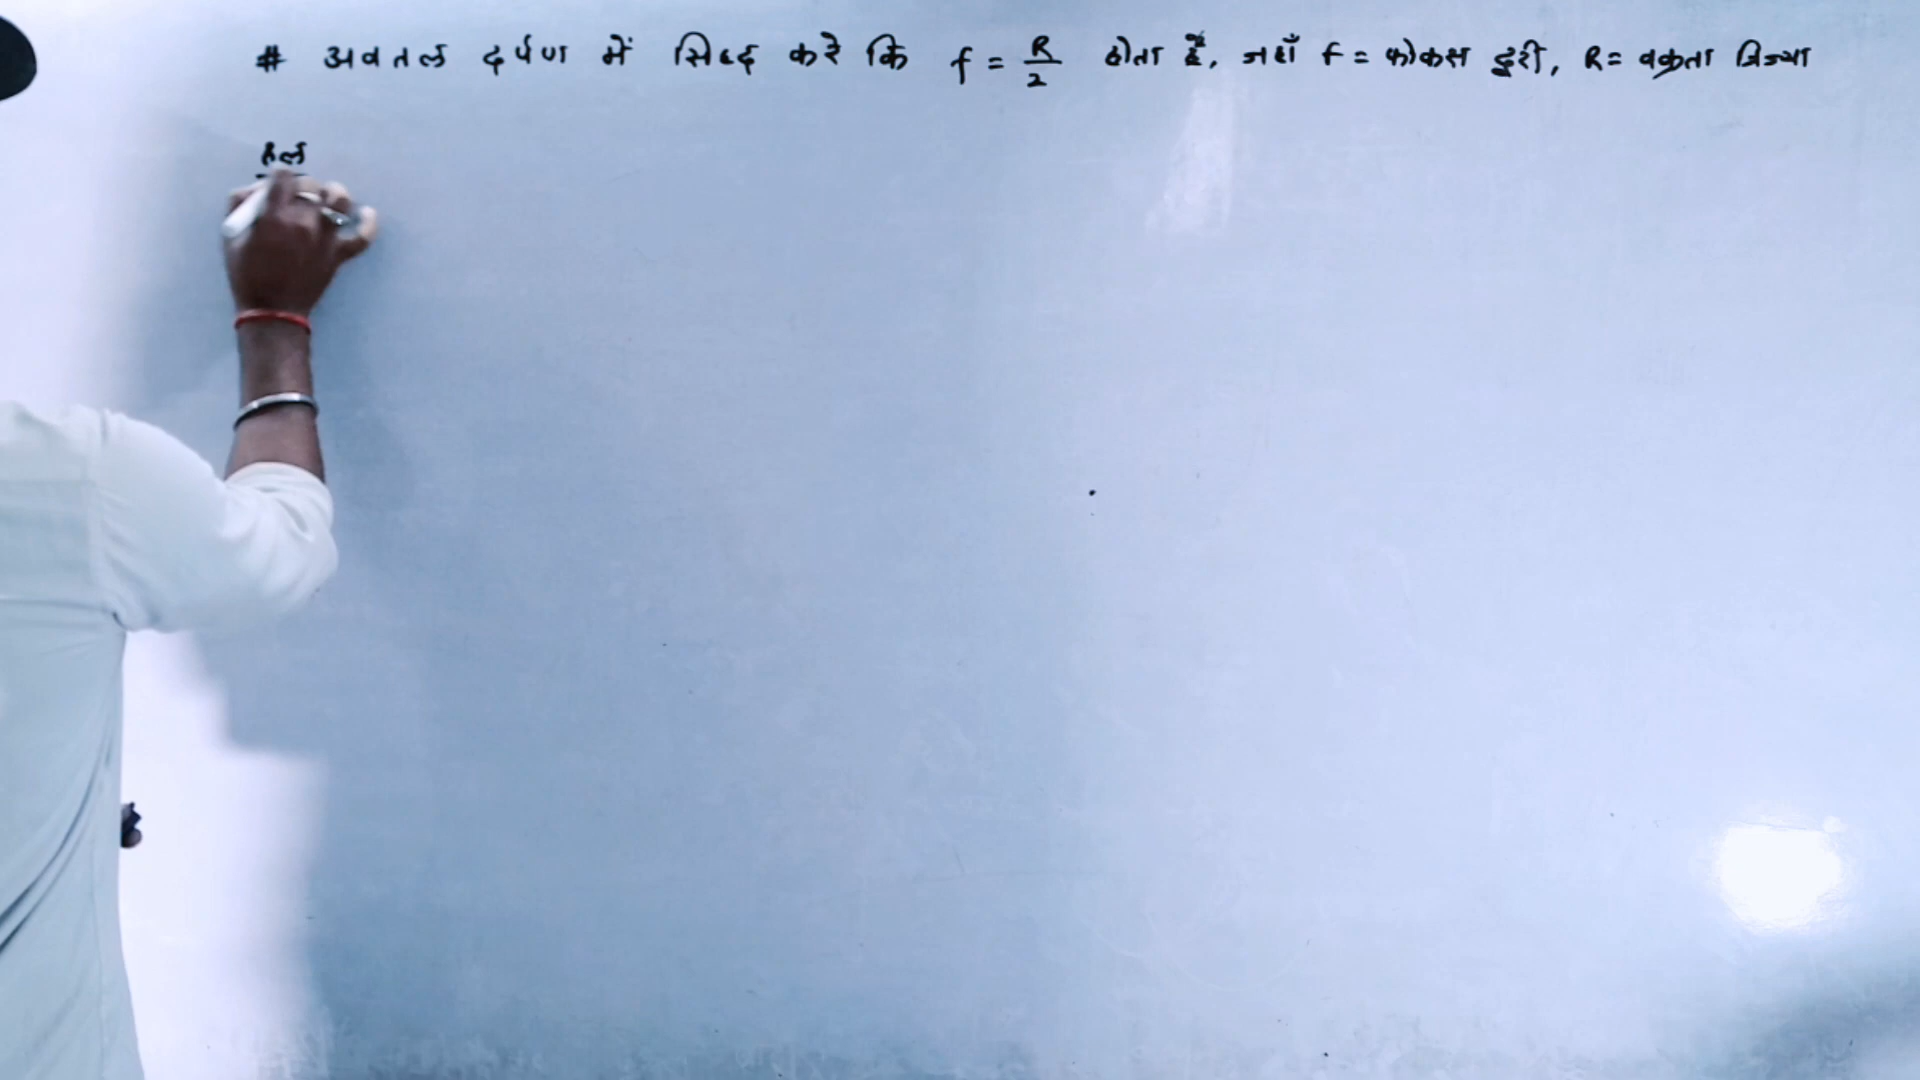 # अवतल दर्पण में सिद्ध करे कि f = R/2 होता है, जहाँ f = फोकस दुरी, R = वक्रता त्रिज्या
हल